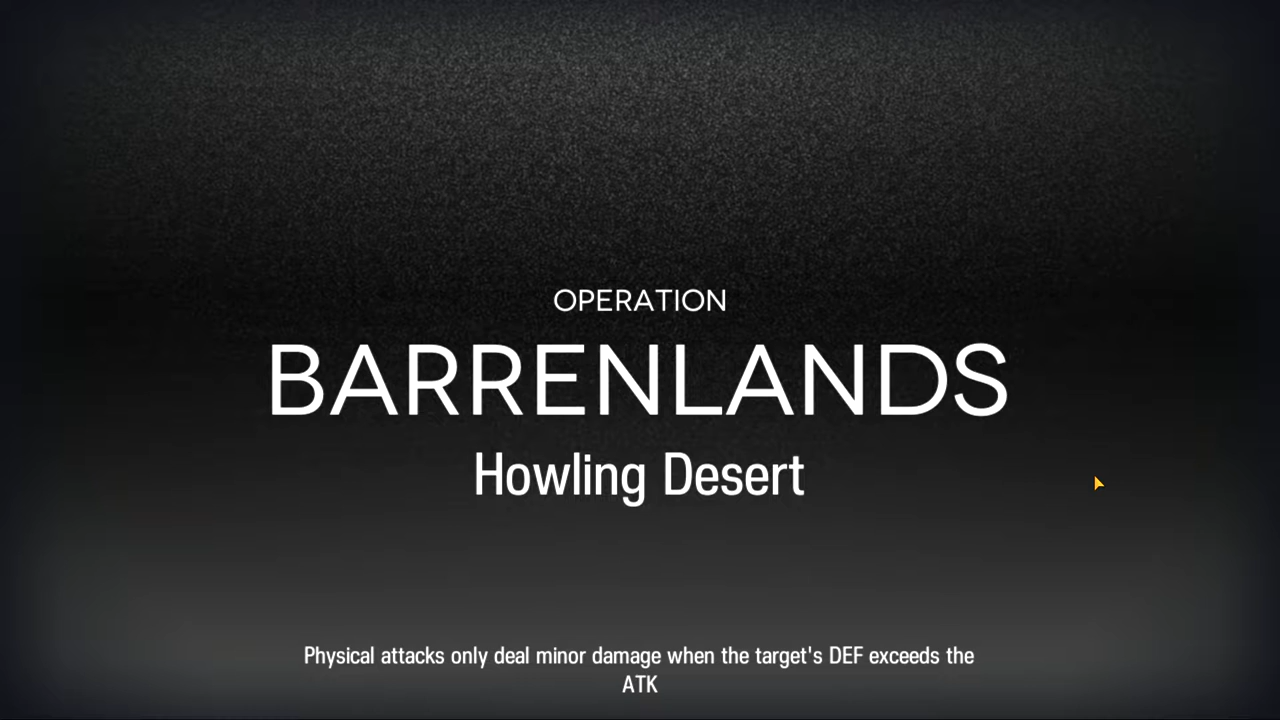 OPERATION
BARRENLANDS
Howling Desert
Physical attacks only deal minor damage when the target's DEF exceeds the
ATK